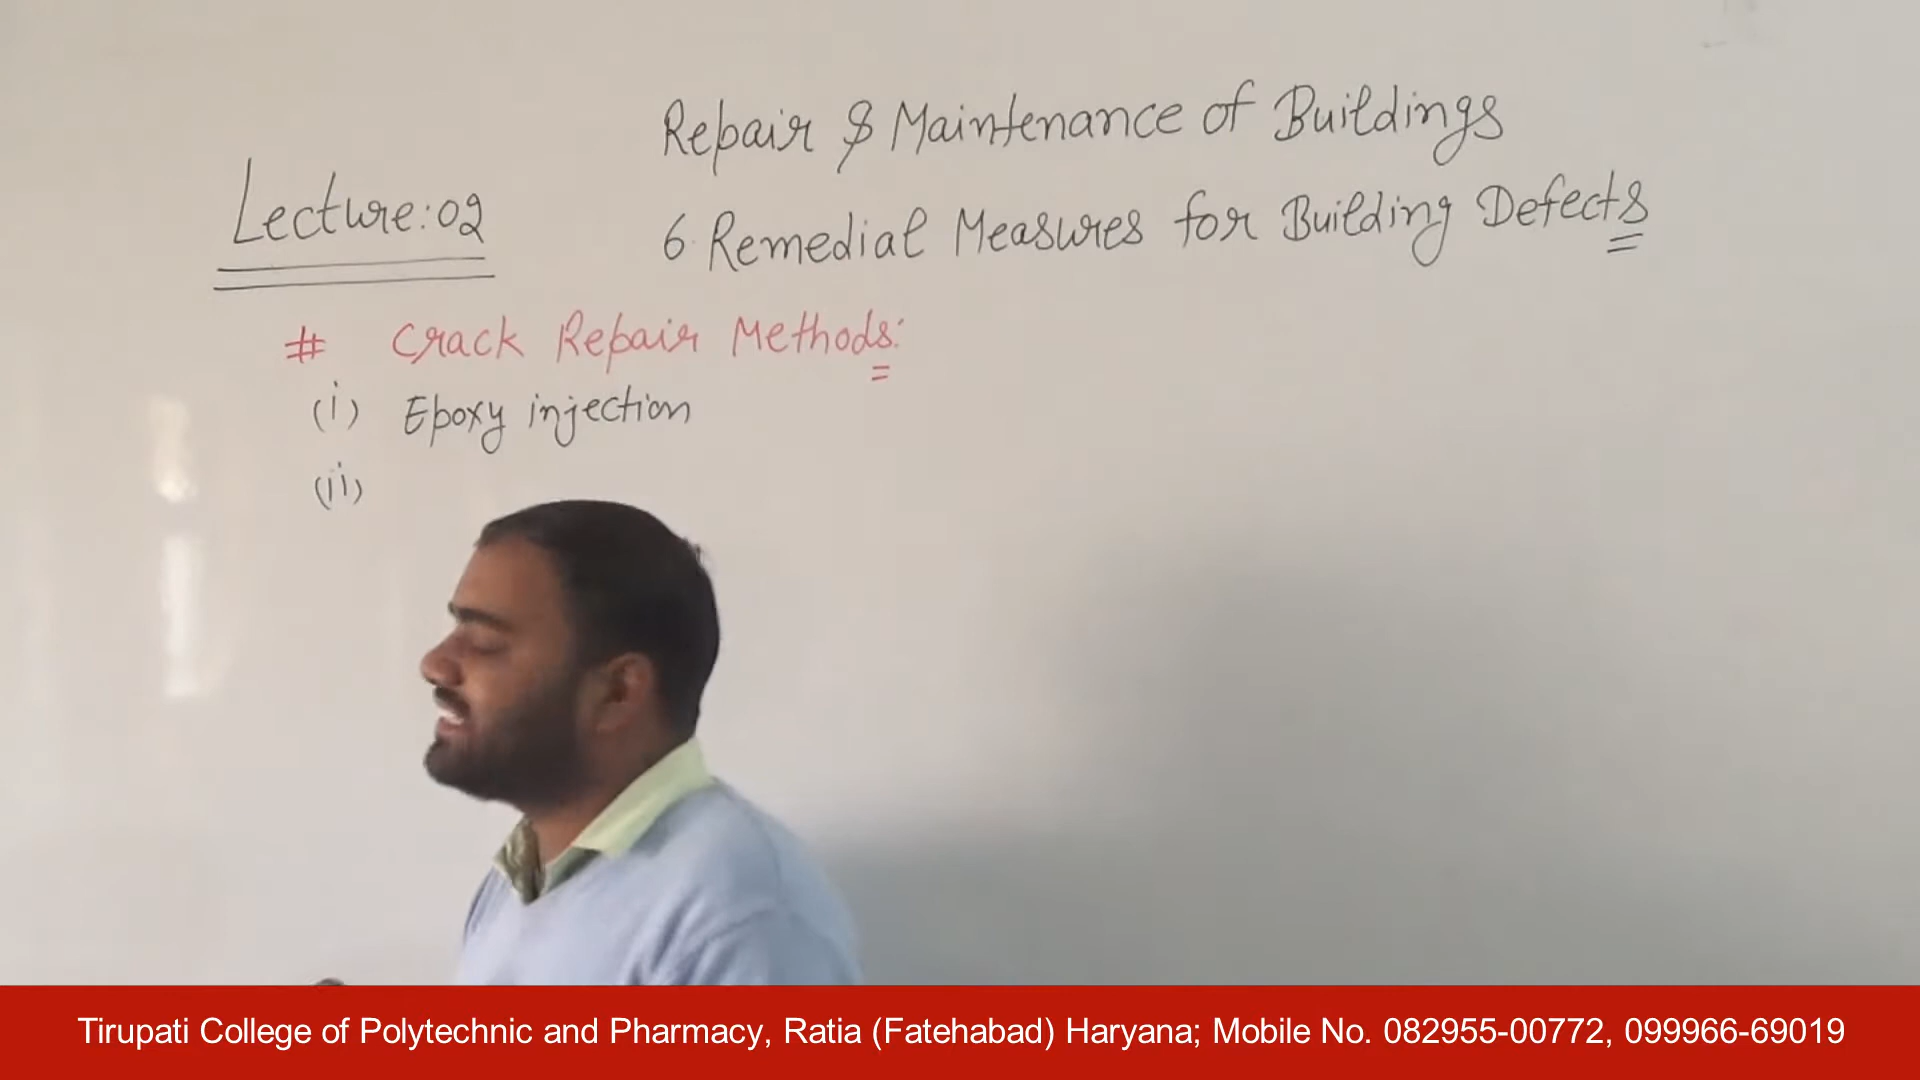 Repair & Maintenance of Buildings
Lecture:02
6. Remedial Measures for Building Defects
# Crack Repair Methods:
(i) Epoxy injection
(ii)
Tirupati College of Polytechnic and Pharmacy, Ratia (Fatehabad) Haryana; Mobile No. 082955-00772, 099966-69019